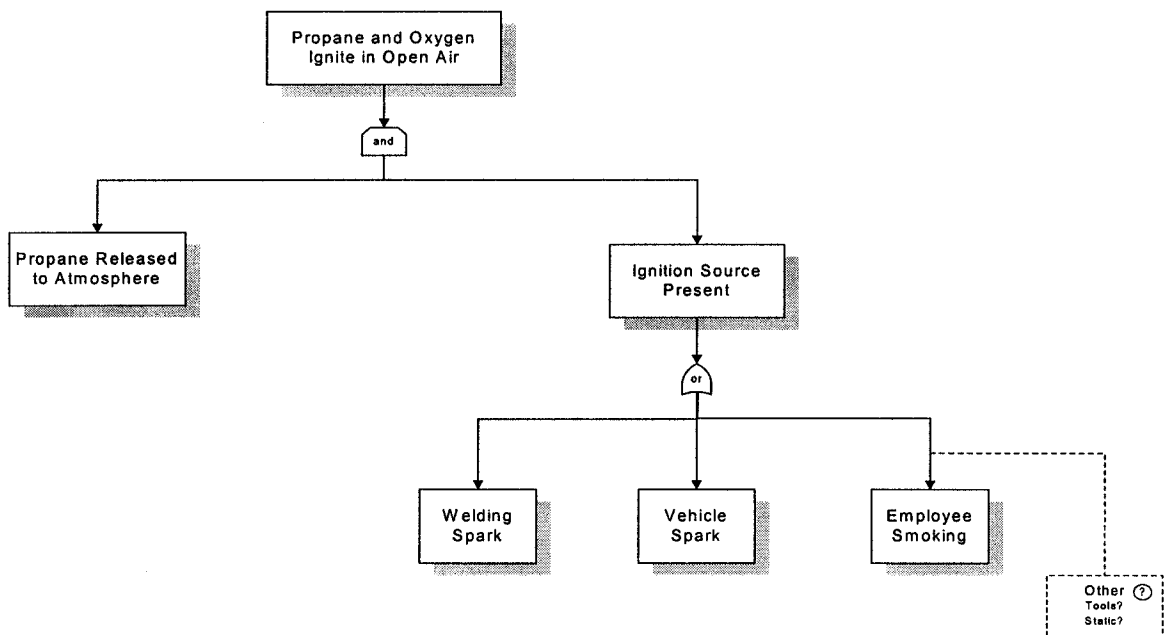 Propane and Oxygen
Ignite in Open Air
and
Propane Released
to Atmosphere
Ignition Source
Present
or
Welding
Spark
Vehicle
Spark
Employee
Smoking
Other ?
Tools?
Static?